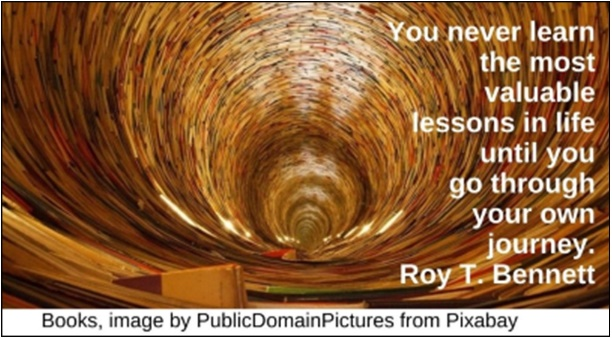 You never learn
the most
valuable
lessons in life
until you
go through
your own
journey.
Roy T. Bennett
Books, image by PublicDomainPictures from Pixabay